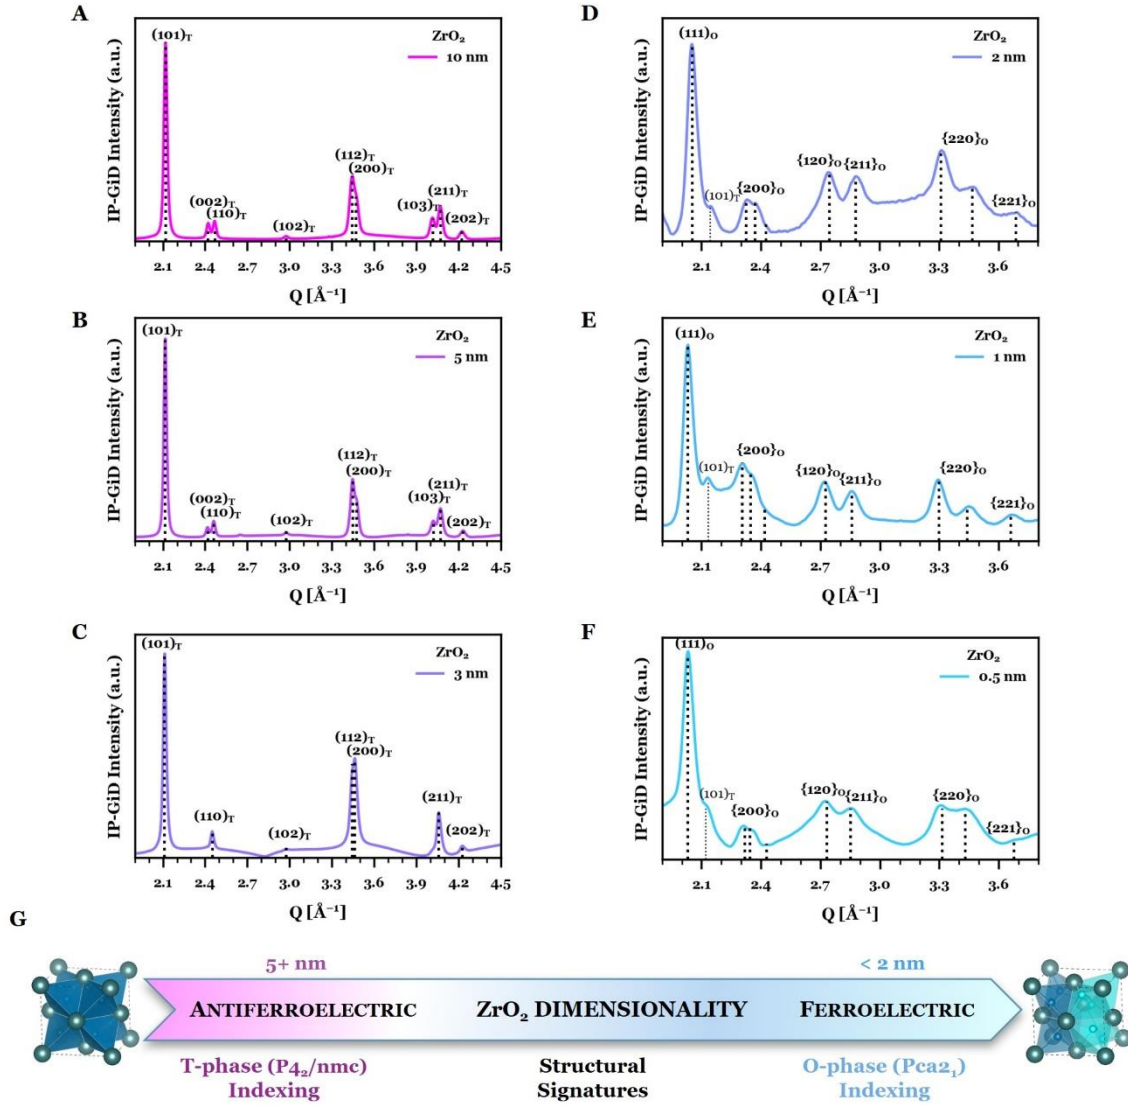 A
ZrO₂
10 nm
(101)T
(002)T
(110)T
(102)T
(112)T
(200)T
(103)T
(211)T
(202)T
IP-GiD Intensity (a.u.)
2.1 2.4 2.7 3.0 3.3 3.6 3.9 4.2 4.5
Q [Å⁻¹]
D
ZrO₂
2 nm
(111)O
(101)T
{200}O
{120}O
{211}O
{220}O
{221}O
IP-GiD Intensity (a.u.)
2.1 2.4 2.7 3.0 3.3 3.6
Q [Å⁻¹]
B
ZrO₂
5 nm
(101)T
(002)T
(110)T
(102)T
(112)T
(200)T
(103)T
(211)T
(202)T
IP-GiD Intensity (a.u.)
2.1 2.4 2.7 3.0 3.3 3.6 3.9 4.2 4.5
Q [Å⁻¹]
E
ZrO₂
1 nm
(111)O
(101)T
{200}O
{120}O
{211}O
{220}O
{221}O
IP-GiD Intensity (a.u.)
2.1 2.4 2.7 3.0 3.3 3.6
Q [Å⁻¹]
C
ZrO₂
3 nm
(101)T
(110)T
(102)T
(112)T
(200)T
(211)T
(202)T
IP-GiD Intensity (a.u.)
2.1 2.4 2.7 3.0 3.3 3.6 3.9 4.2 4.5
Q [Å⁻¹]
F
ZrO₂
0.5 nm
(111)O
(101)T
{200}O
{120}O
{211}O
{220}O
{221}O
IP-GiD Intensity (a.u.)
2.1 2.4 2.7 3.0 3.3 3.6
Q [Å⁻¹]
G
5+ nm
< 2 nm
ANTIFERROELECTRIC ZrO₂ DIMENSIONALITY FERROELECTRIC
T-phase (P4₂/nmc)
Indexing
Structural
Signatures
O-phase (Pca2₁)
Indexing